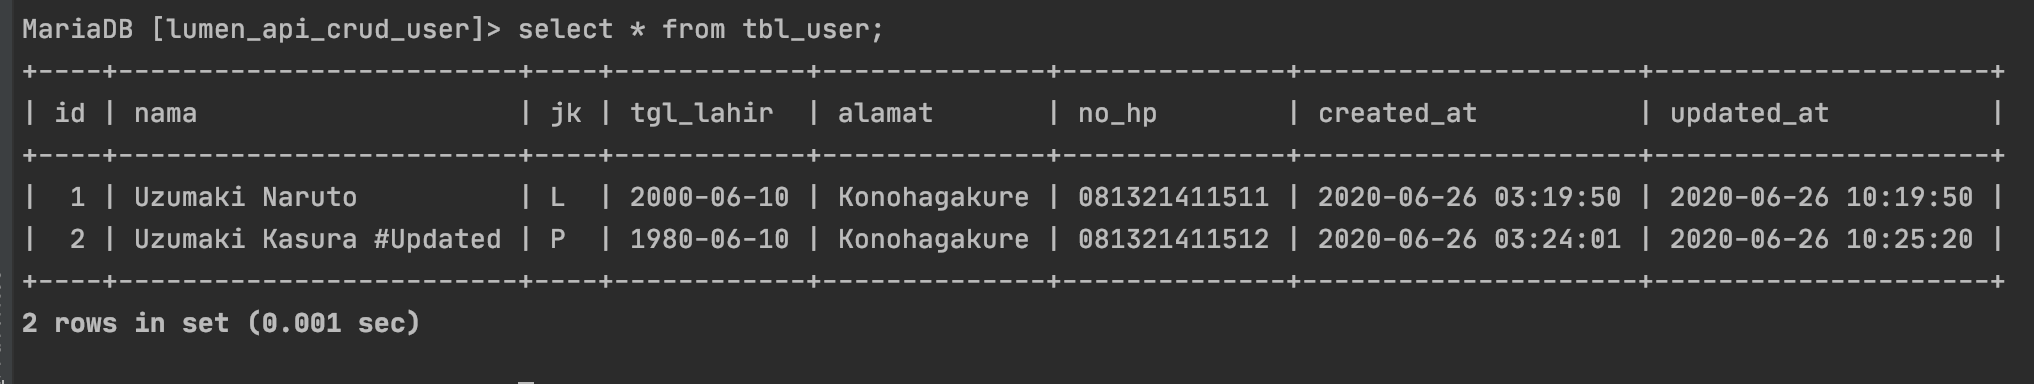 MariaDB [lumen_api_crud_user]> select * from tbl_user;
+----+-------------------------+----+------------+--------------+--------------+---------------------+---------------------+
| id | nama                    | jk | tgl_lahir  | alamat       | no_hp        | created_at          | updated_at          |
+----+-------------------------+----+------------+--------------+--------------+---------------------+---------------------+
|  1 | Uzumaki Naruto          | L  | 2000-06-10 | Konohagakure | 081321411511 | 2020-06-26 03:19:50 | 2020-06-26 10:19:50 |
|  2 | Uzumaki Kasura #Updated | P  | 1980-06-10 | Konohagakure | 081321411512 | 2020-06-26 03:24:01 | 2020-06-26 10:25:20 |
+----+-------------------------+----+------------+--------------+--------------+---------------------+---------------------+
2 rows in set (0.001 sec)